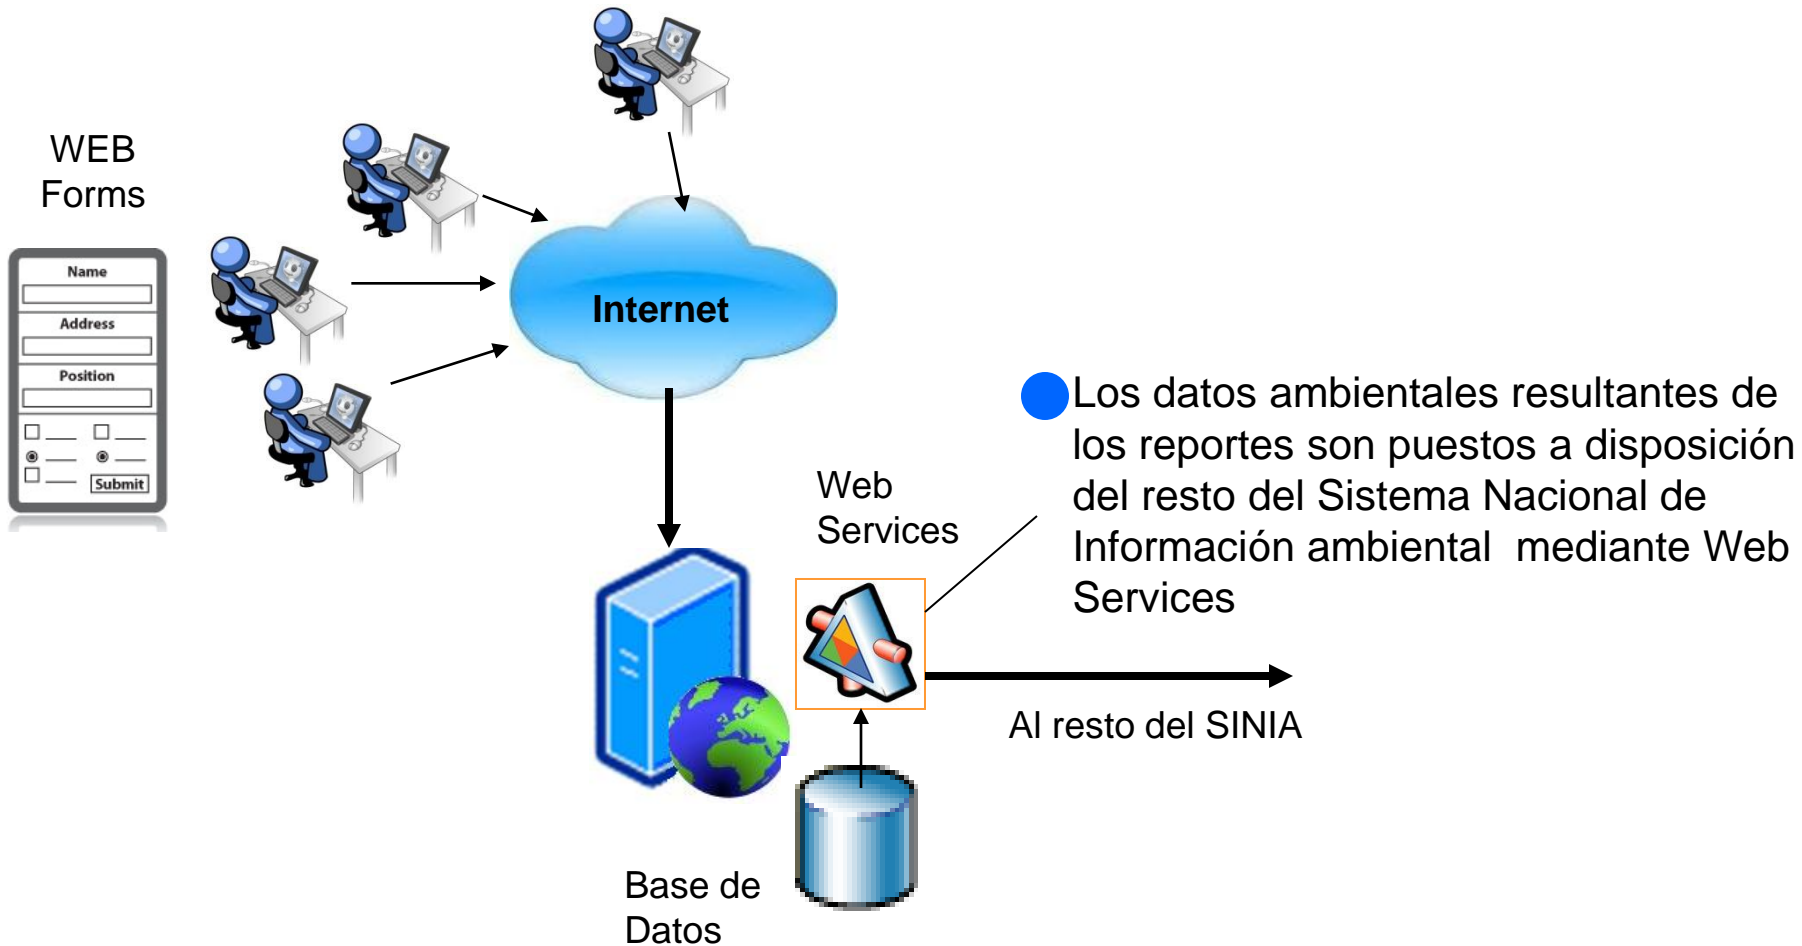 WEB
Forms
Name
Address
Position
Submit
Internet
Los datos ambientales resultantes de
los reportes son puestos a disposición
del resto del Sistema Nacional de
Información ambiental  mediante Web
Services
Web
Services
Al resto del SINIA
Base de
Datos